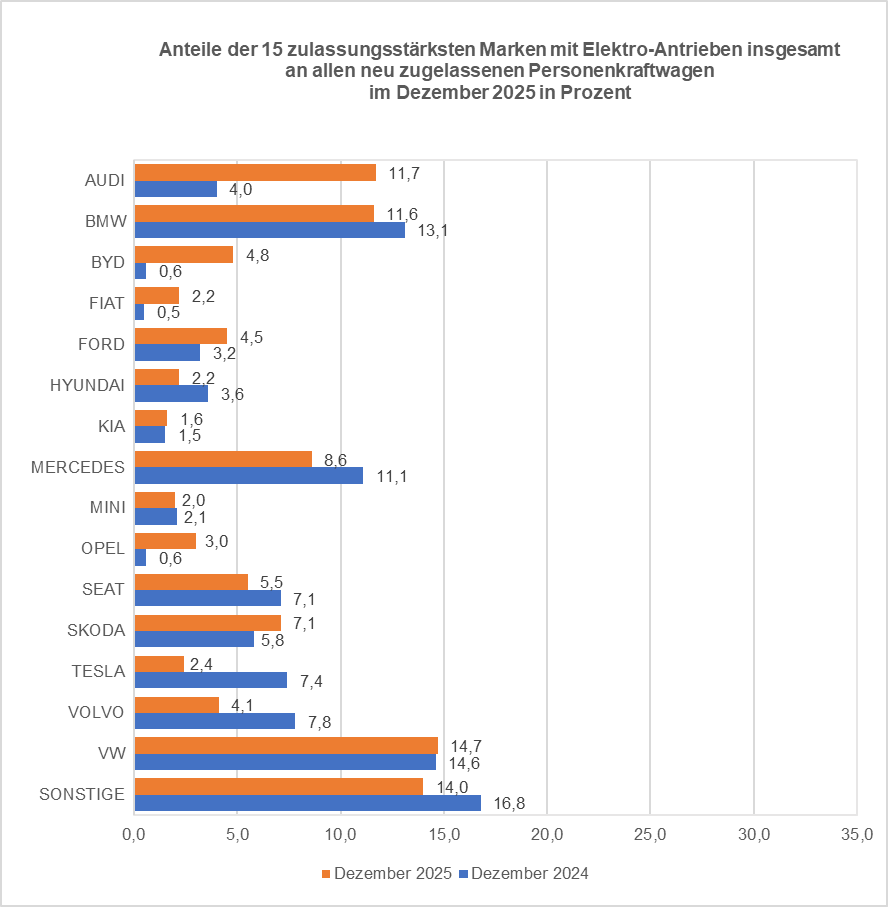 Anteile der 15 zulassungsstärksten Marken mit Elektro-Antrieben insgesamt
an allen neu zugelassenen Personenkraftwagen
im Dezember 2025 in Prozent
AUDI
11,7
4,0
BMW
11,6
13,1
BYD
4,8
0,6
FIAT
2,2
0,5
FORD
4,5
3,2
HYUNDAI
2,2
3,6
KIA
1,6
1,5
MERCEDES
8,6
11,1
MINI
2,0
2,1
OPEL
3,0
0,6
SEAT
5,5
7,1
SKODA
7,1
5,8
TESLA
2,4
7,4
VOLVO
4,1
7,8
VW
14,7
14,6
SONSTIGE
14,0
16,8
0,0 5,0 10,0 15,0 20,0 25,0 30,0 35,0
Dezember 2025 Dezember 2024